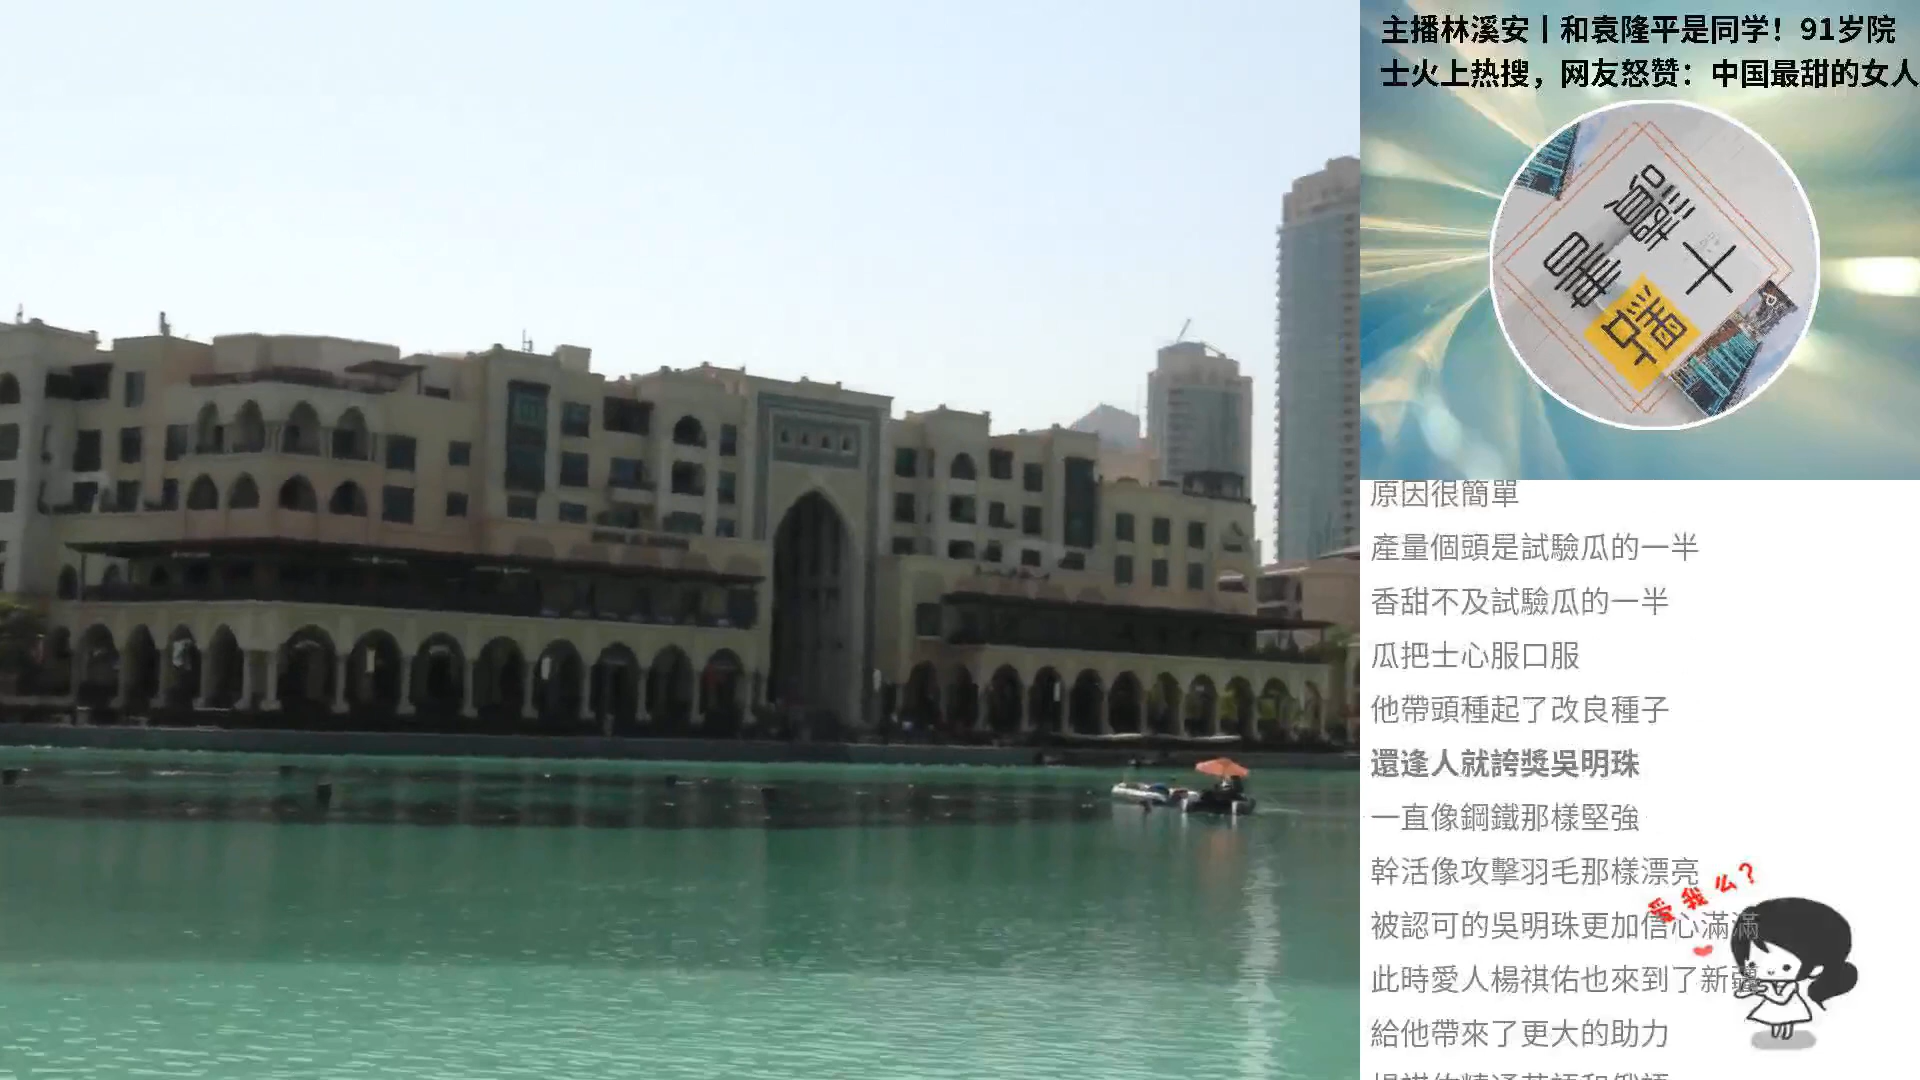 主播林溪安丨和袁隆平是同学！91岁院
士火上热搜，网友怒赞：中国最甜的女人
十
點
讀書
原因很簡單
產量個頭是試驗瓜的一半
香甜不及試驗瓜的一半
瓜把士心服口服
他帶頭種起了改良種子
還逢人就誇獎吳明珠
一直像鋼鐵那樣堅強
幹活像攻擊羽毛那樣漂亮
愛我么?
被認可的吳明珠更加信心滿滿
此時愛人楊祺佑也來到了新疆
給他帶來了更大的助力